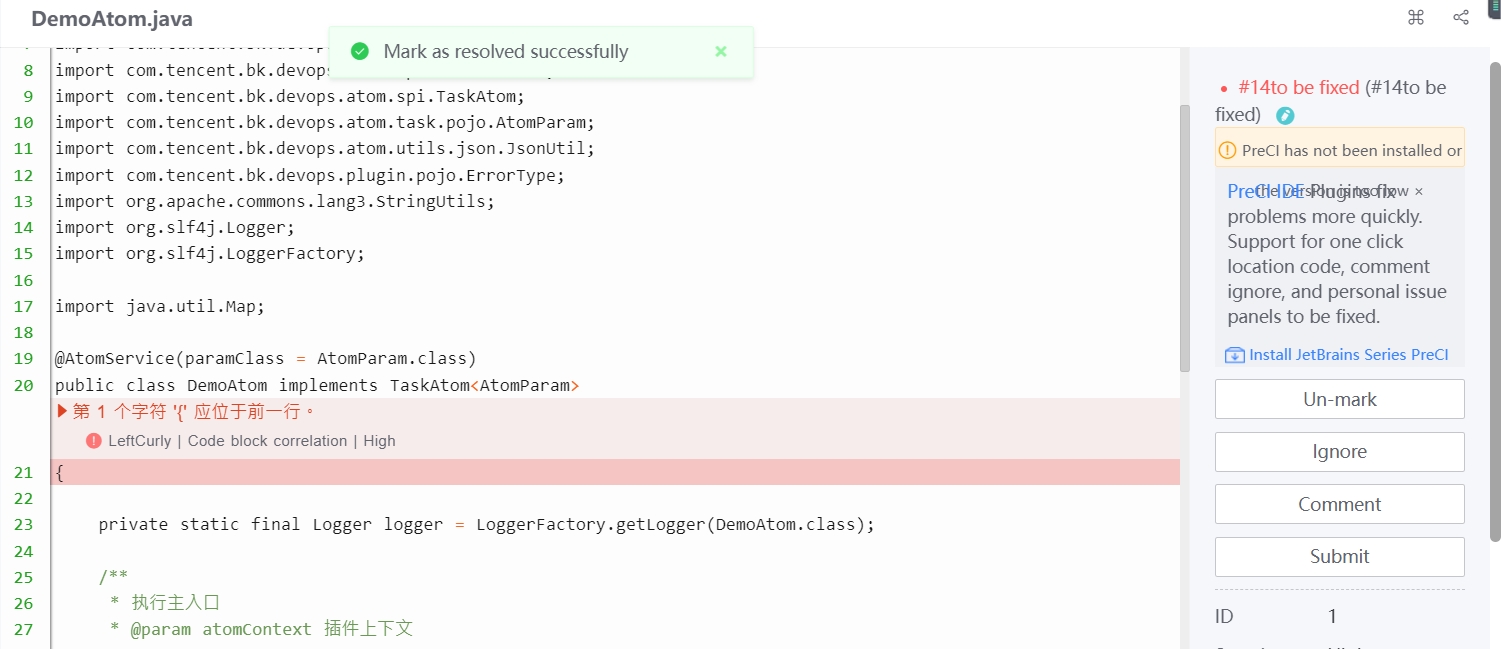 DemoAtom.java
Mark as resolved successfully
8 import com.tencent.bk.devops
9 import com.tencent.bk.devops.atom.spi.TaskAtom;
10 import com.tencent.bk.devops.atom.task.pojo.AtomParam;
11 import com.tencent.bk.devops.atom.utils.json.JsonUtil;
12 import com.tencent.bk.devops.plugin.pojo.ErrorType;
13 import org.apache.commons.lang3.StringUtils;
14 import org.slf4j.Logger;
15 import org.slf4j.LoggerFactory;
16
17 import java.util.Map;
18
19 @AtomService(paramClass = AtomParam.class)
20 public class DemoAtom implements TaskAtom<AtomParam>
第 1 个字符 '{' 应位于前一行。
LeftCurly | Code block correlation | High
21 {
22
23 private static final Logger logger = LoggerFactory.getLogger(DemoAtom.class);
24
25 /**
26 * 执行主入口
27 * @param atomContext 插件上下文
#14to be fixed (#14to be
fixed)
PreCI has not been installed or
the version is too low ×
PreCI IDE Plugins fix
problems more quickly.
Support for one click
location code, comment
ignore, and personal issue
panels to be fixed.
Install JetBrains Series PreCI
Un-mark
Ignore
Comment
Submit
ID 1